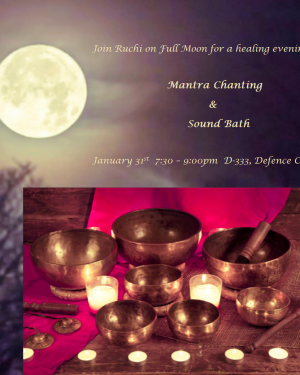 Join Ruchi on Full Moon for a healing
Mantra Chanting
&
Sound Bath
January 31st 7:30 – 9:00pm D-333, Defence